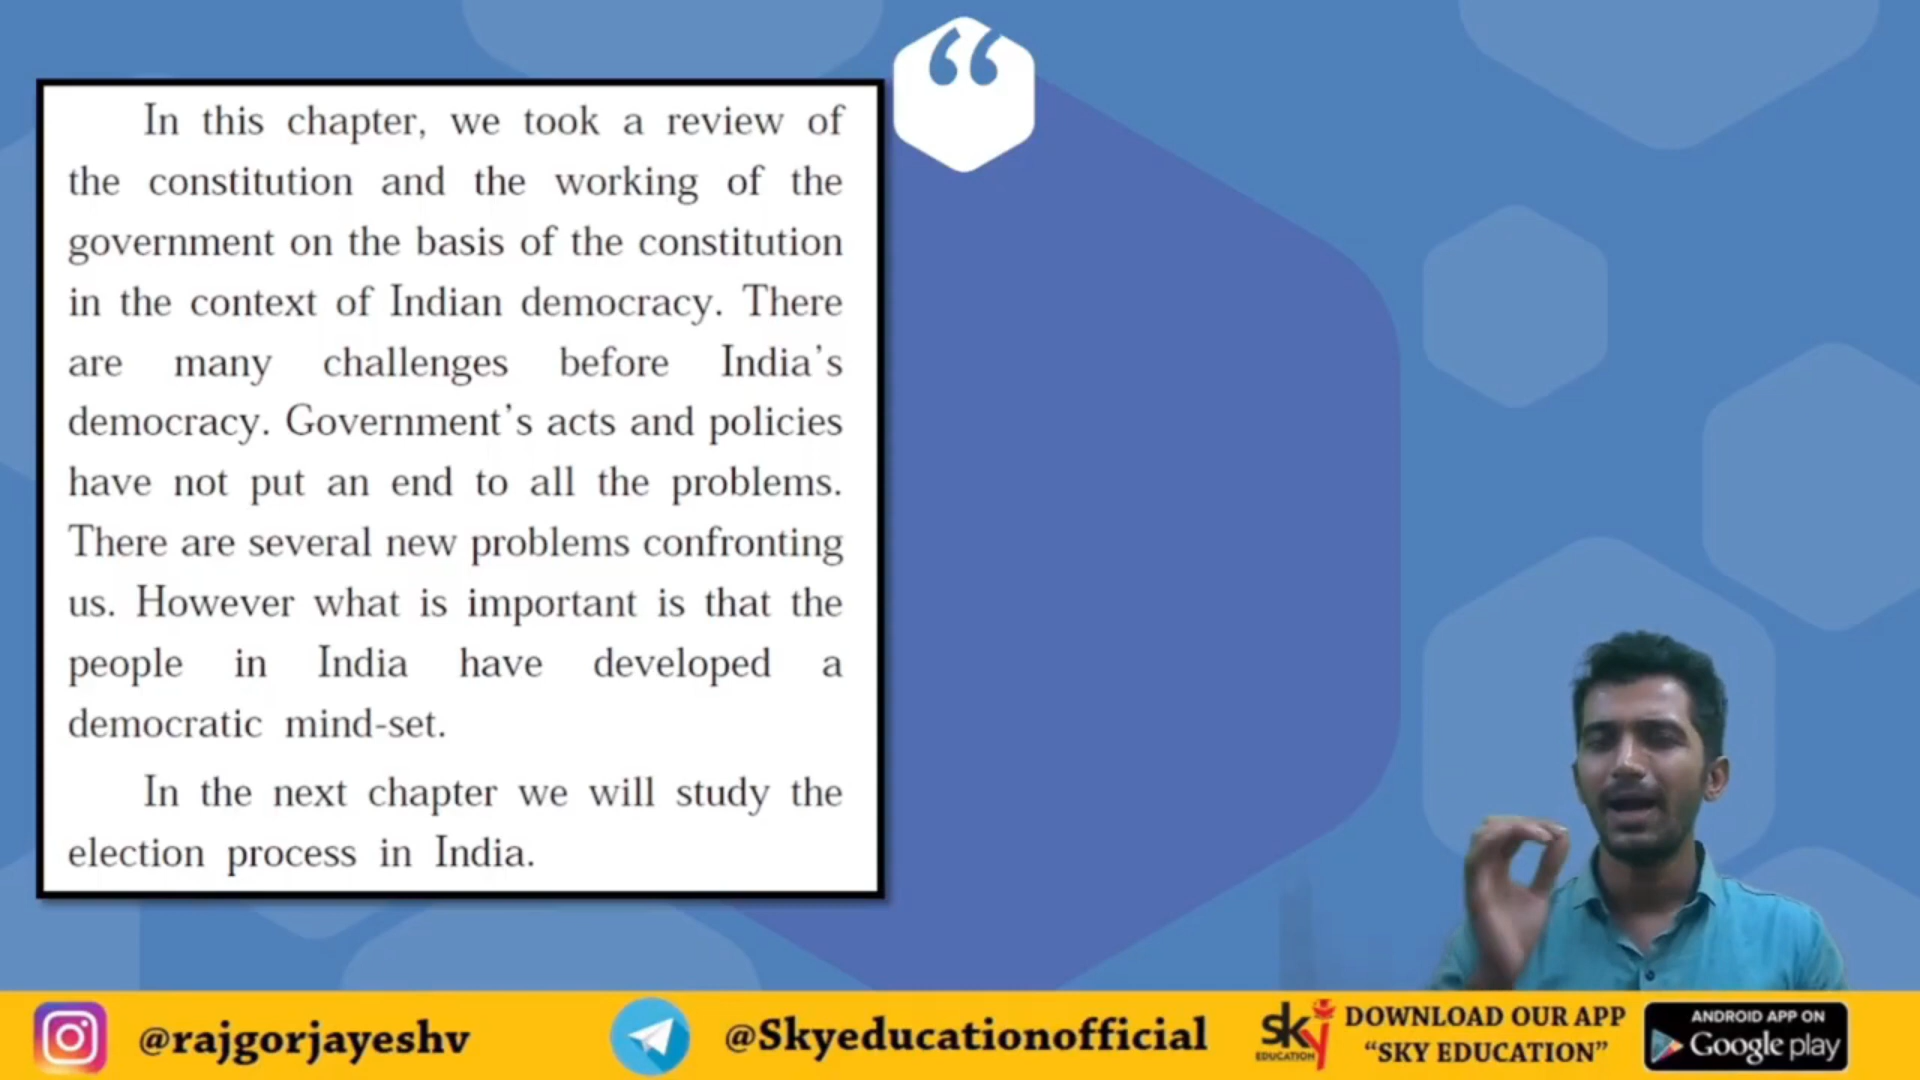 In this chapter, we took a review of
the constitution and the working of the
government on the basis of the constitution
in the context of Indian democracy. There
are many challenges before India's
democracy. Government's acts and policies
have not put an end to all the problems.
There are several new problems confronting
us. However what is important is that the
people in India have developed a
democratic mind-set.
In the next chapter we will study the
election process in India.
@rajgorjayeshv
@Skyeducationofficial
sky
EDUCATION
DOWNLOAD OUR APP
“SKY EDUCATION”
ANDROID APP ON
Google play